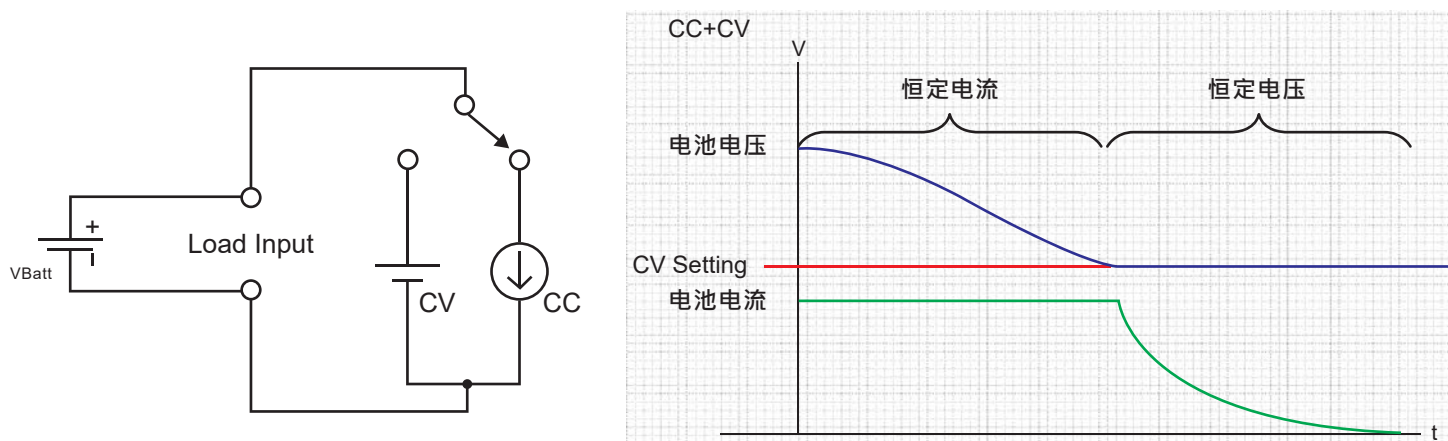 +
VBatt
Load Input
CV
CC
CC+CV
V
恒定电流
恒定电压
电池电压
CV Setting
电池电流
t